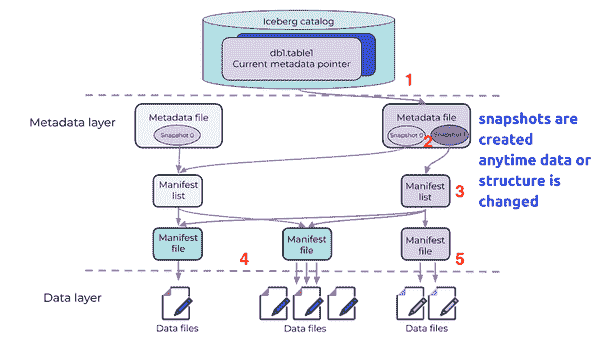 Iceberg catalog
db1.table1
Current metadata pointer
1
Metadata layer
Metadata file
Snapshot 0
Metadata file
Snapshot 0
Snapshot 1
2
snapshots are
created
anytime data or
structure is
changed
Manifest
list
Manifest
list
3
Manifest
file
4
Manifest
file
Manifest
file
5
Data layer
Data files
Data files
Data files